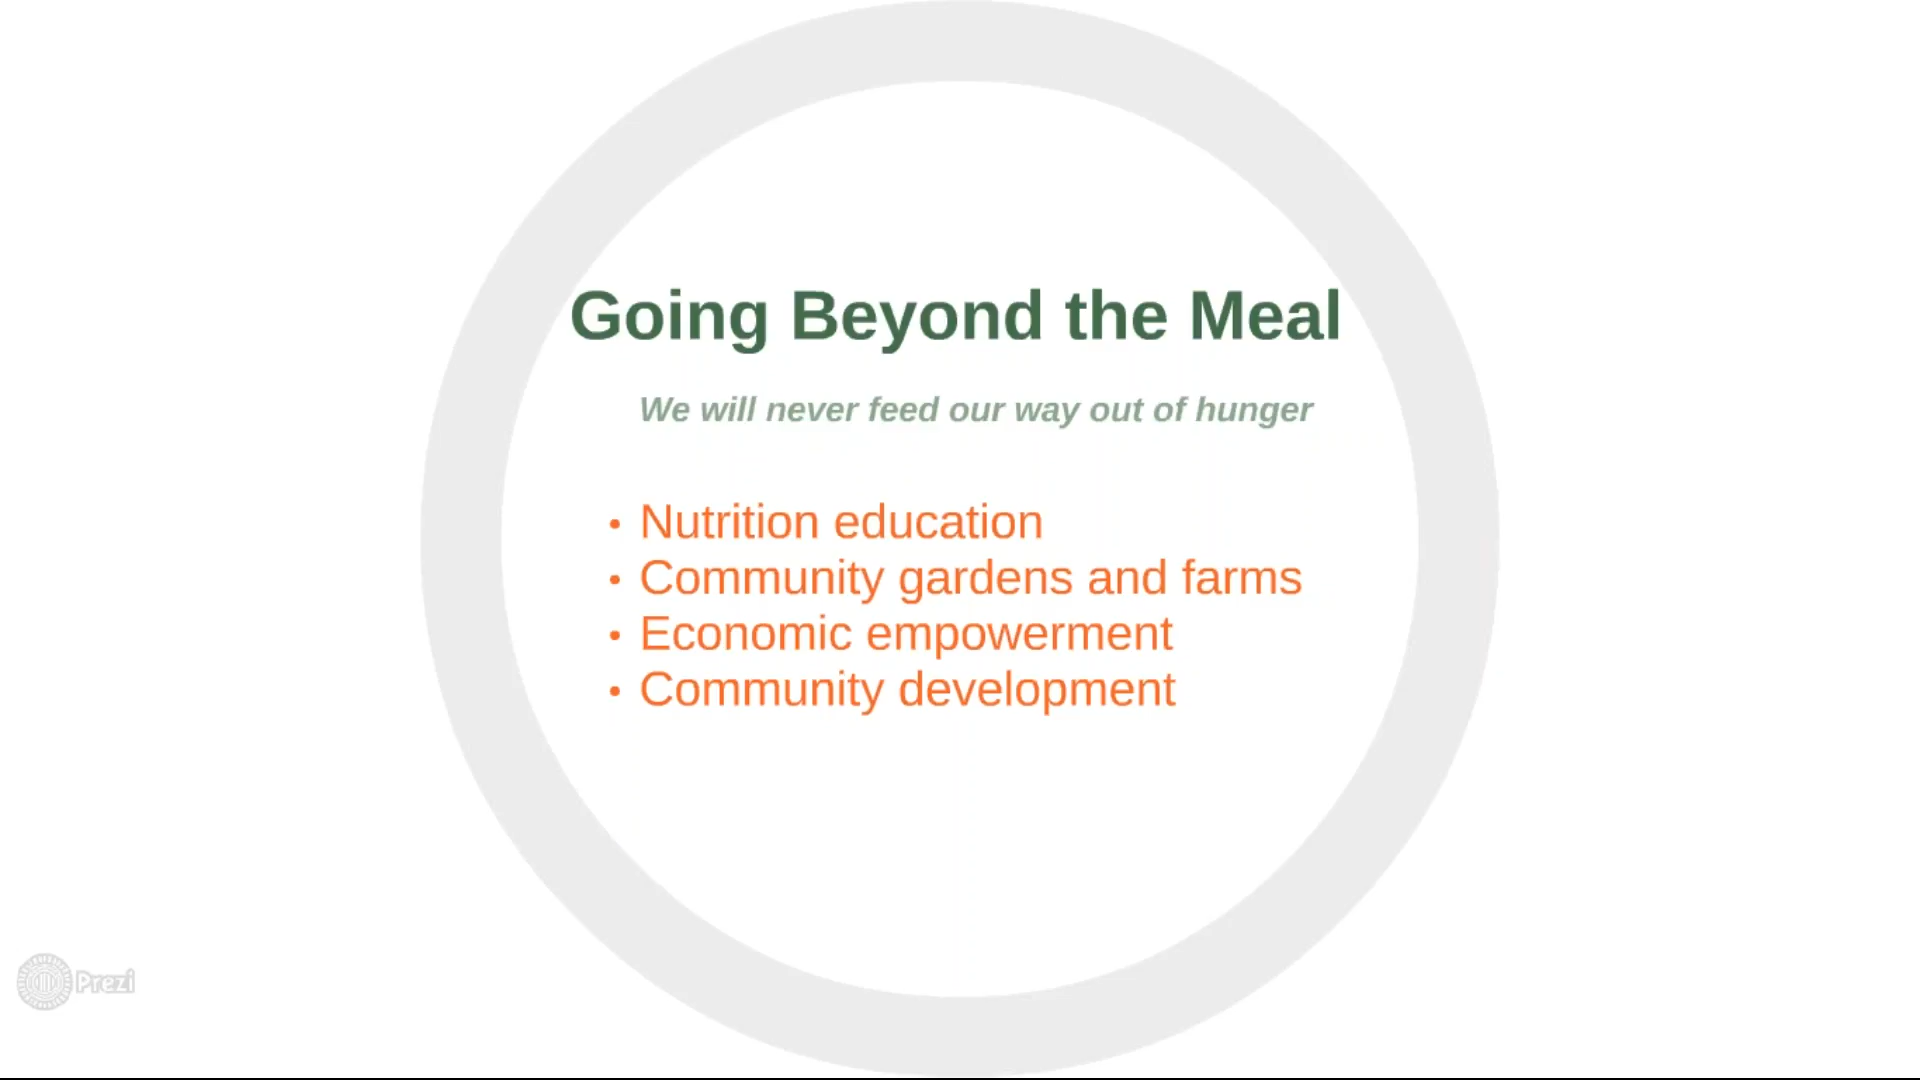 Going Beyond the Meal
We will never feed our way out of hunger
• Nutrition education
• Community gardens and farms
• Economic empowerment
• Community development
Prezi